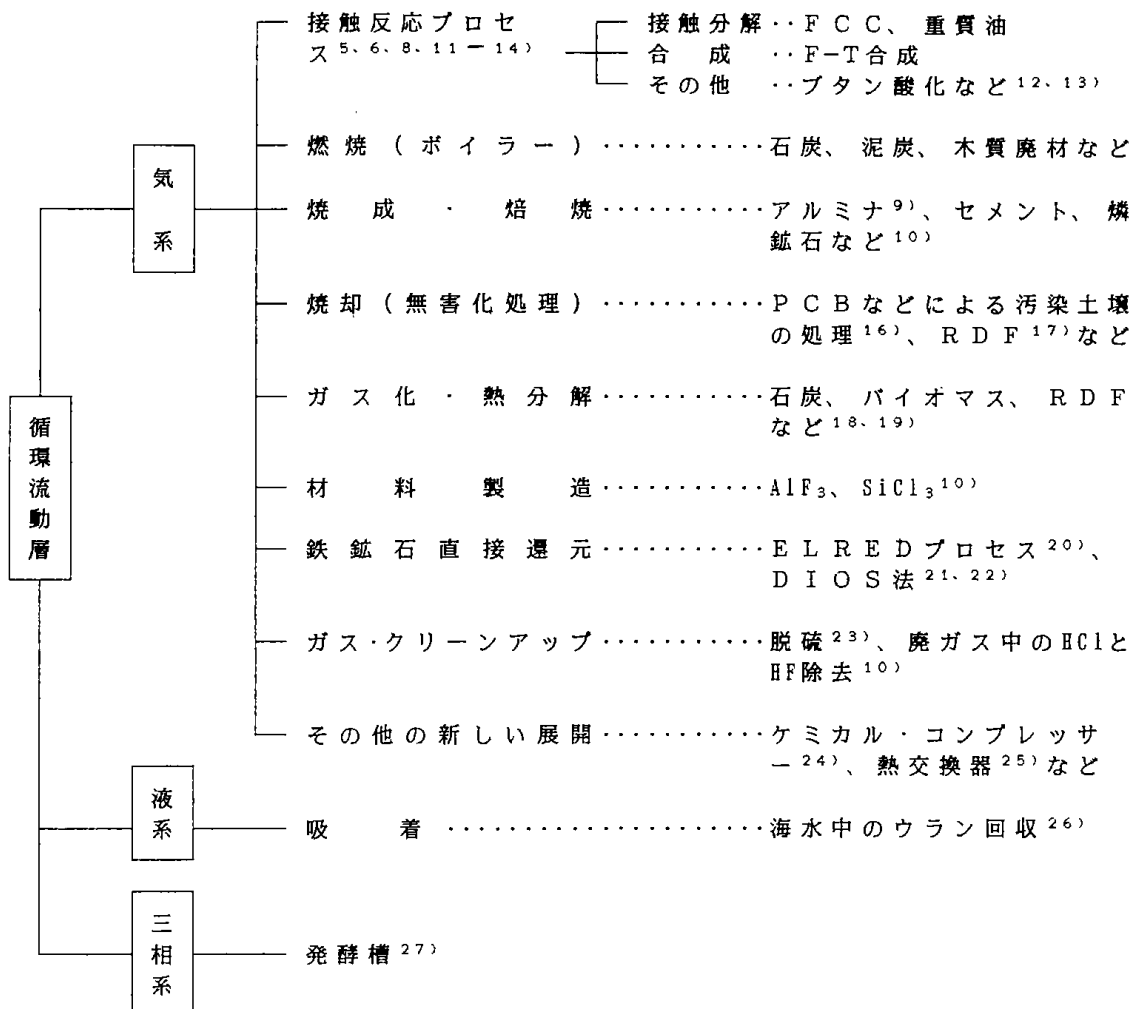 循環流動層
気系
接触反応プロセ
ス5、6、8、11－14)
接触分解‥FCC、重質油
合成‥F-T合成
その他‥ブタン酸化など12、13)
燃焼(ボイラー)‥‥‥‥‥‥石炭、泥炭、木質廃材など
焼成・焙焼‥‥‥‥‥‥アルミナ9)、セメント、燐
鉱石など10)
焼却(無害化処理)‥‥‥‥‥‥PCBなどによる汚染土壌
の処理16)、RDF17)など
ガス化・熱分解‥‥‥‥‥‥石炭、バイオマス、RDF
など18、19)
材料製造‥‥‥‥‥‥AlF₃、SiCl₃10)
鉄鉱石直接還元‥‥‥‥‥‥ELREDプロセス20)、
DIOS法21、22)
ガス・クリーンアップ‥‥‥‥‥‥脱硫23)、廃ガス中のHClと
HF除去10)
その他の新しい展開‥‥‥‥‥‥ケミカル・コンプレッサ
ー24)、熱交換器25)など
液系
吸着‥‥‥‥‥‥‥‥‥‥‥海水中のウラン回収26)
三相系
発酵槽27)